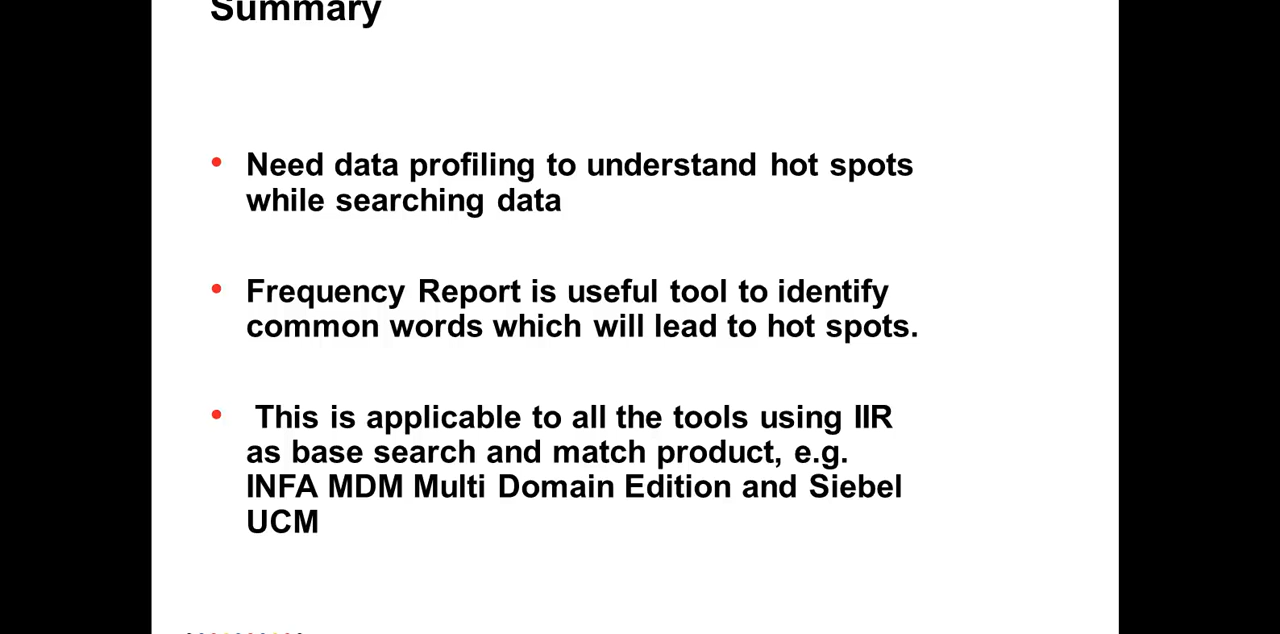 Summary
• Need data profiling to understand hot spots
while searching data
• Frequency Report is useful tool to identify
common words which will lead to hot spots.
• This is applicable to all the tools using IIR
as base search and match product, e.g.
INFA MDM Multi Domain Edition and Siebel
UCM